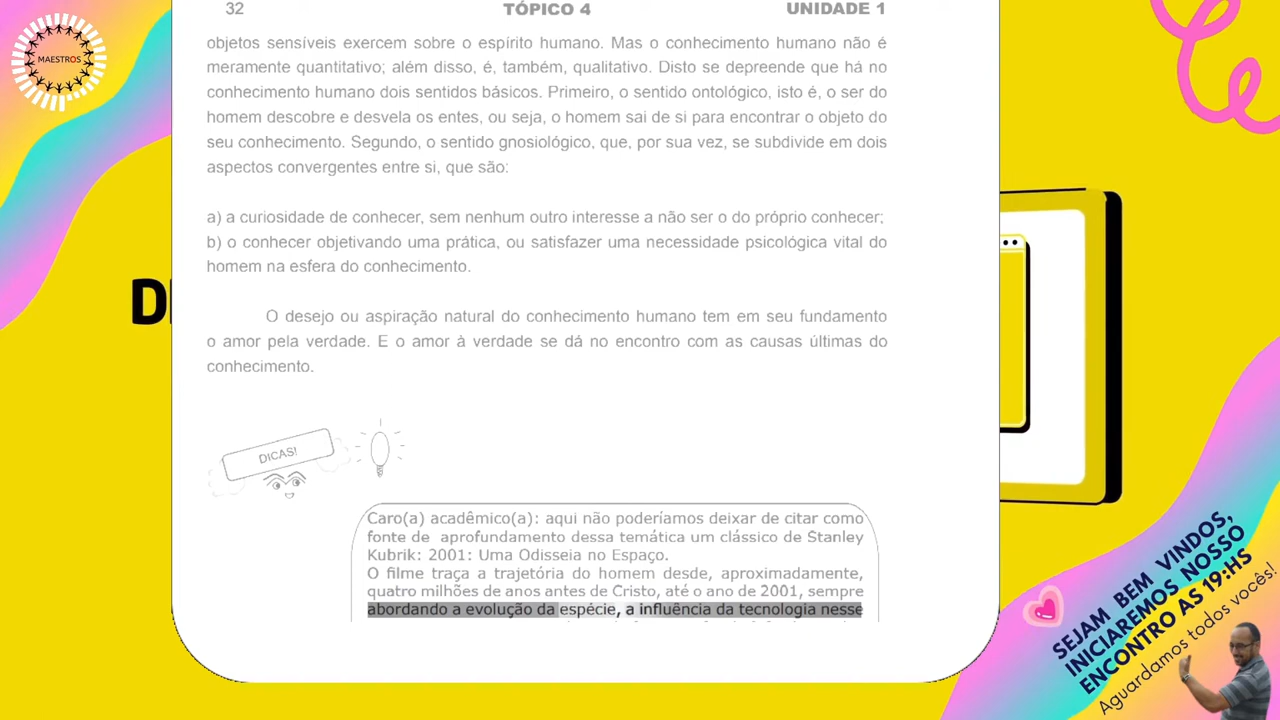 MAESTROS
32 TÓPICO 4 UNIDADE 1
objetos sensíveis exercem sobre o espírito humano. Mas o conhecimento humano não é
meramente quantitativo; além disso, é, também, qualitativo. Disto se depreende que há no
conhecimento humano dois sentidos básicos. Primeiro, o sentido ontológico, isto é, o ser do
homem descobre e desvela os entes, ou seja, o homem sai de si para encontrar o objeto do
seu conhecimento. Segundo, o sentido gnosiológico, que, por sua vez, se subdivide em dois
aspectos convergentes entre si, que são:
a) a curiosidade de conhecer, sem nenhum outro interesse a não ser o do próprio conhecer;
b) o conhecer objetivando uma prática, ou satisfazer uma necessidade psicológica vital do
homem na esfera do conhecimento.
O desejo ou aspiração natural do conhecimento humano tem em seu fundamento
o amor pela verdade. E o amor à verdade se dá no encontro com as causas últimas do
conhecimento.
DICAS!
Caro(a) acadêmico(a): aqui não poderíamos deixar de citar como
fonte de aprofundamento dessa temática um clássico de Stanley
Kubrik: 2001: Uma Odisseia no Espaço.
O filme traça a trajetória do homem desde, aproximadamente,
quatro milhões de anos antes de Cristo, até o ano de 2001, sempre
abordando a evolução da espécie, a influência da tecnologia nesse
SEJAM BEM VINDOS,
INICIAREMOS NOSSO
ENCONTRO AS 19:HS
Aguardamos todos vocês!